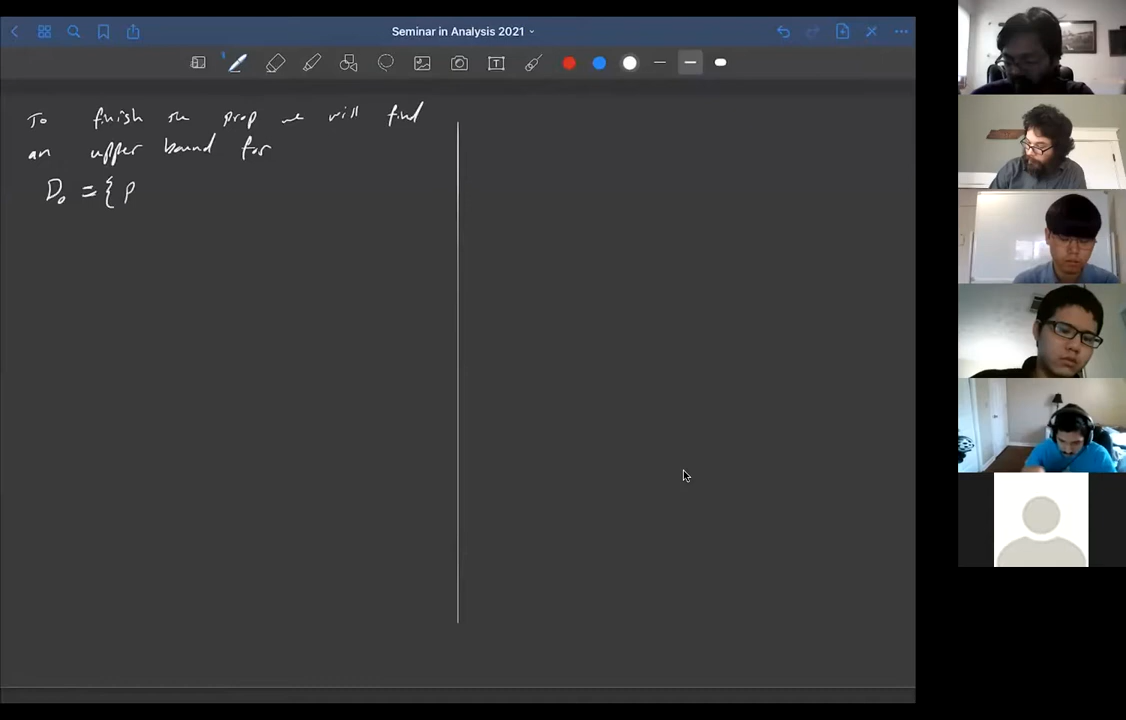 Seminar in Analysis 2021
To finish the prop we will find
an upper bound for
D₀ = { p